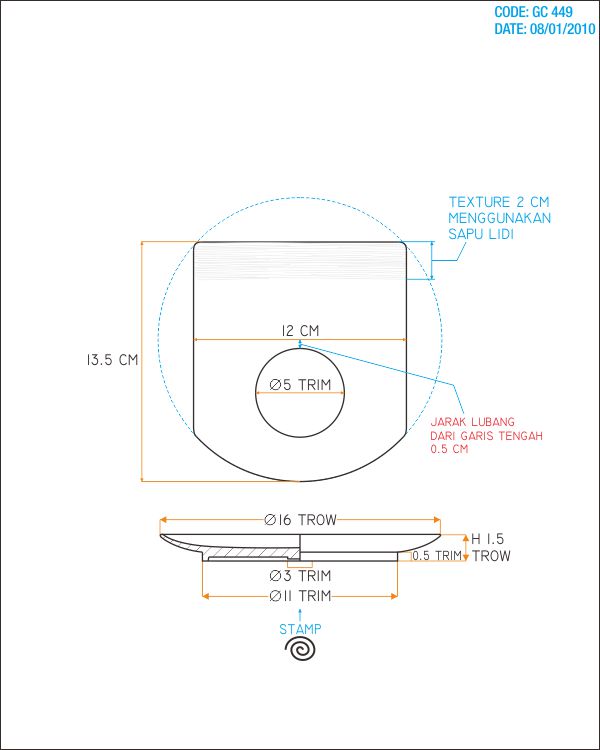 CODE: GC 449
DATE: 08/01/2010
TEXTURE 2 CM
MENGGUNAKAN
SAPU LIDI
12 CM
13.5 CM
Ø5 TRIM
JARAK LUBANG
DARI GARIS TENGAH
0.5 CM
Ø16 TROW
H 1.5
TROW
0.5 TRIM
Ø3 TRIM
Ø11 TRIM
STAMP